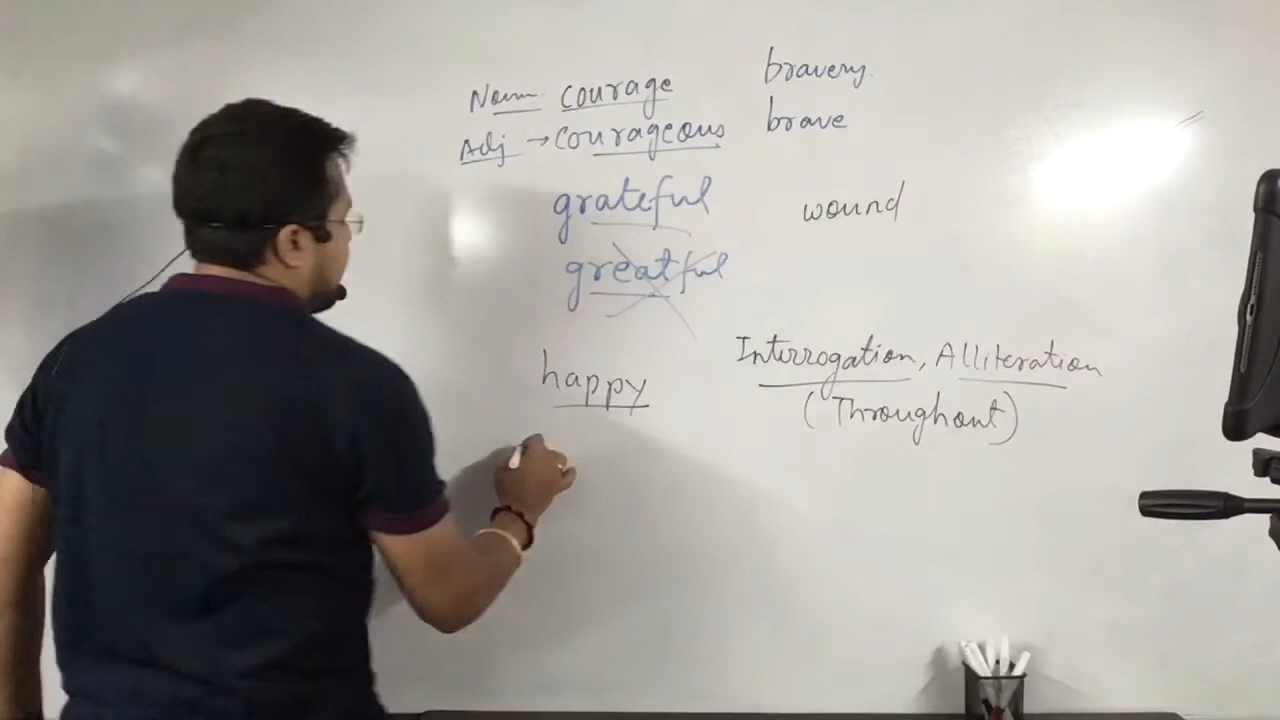 Noun courage bravery
Adj → courageous brave
grateful wound
greatful
happy
Interrogation, Alliteration
(Throughout)